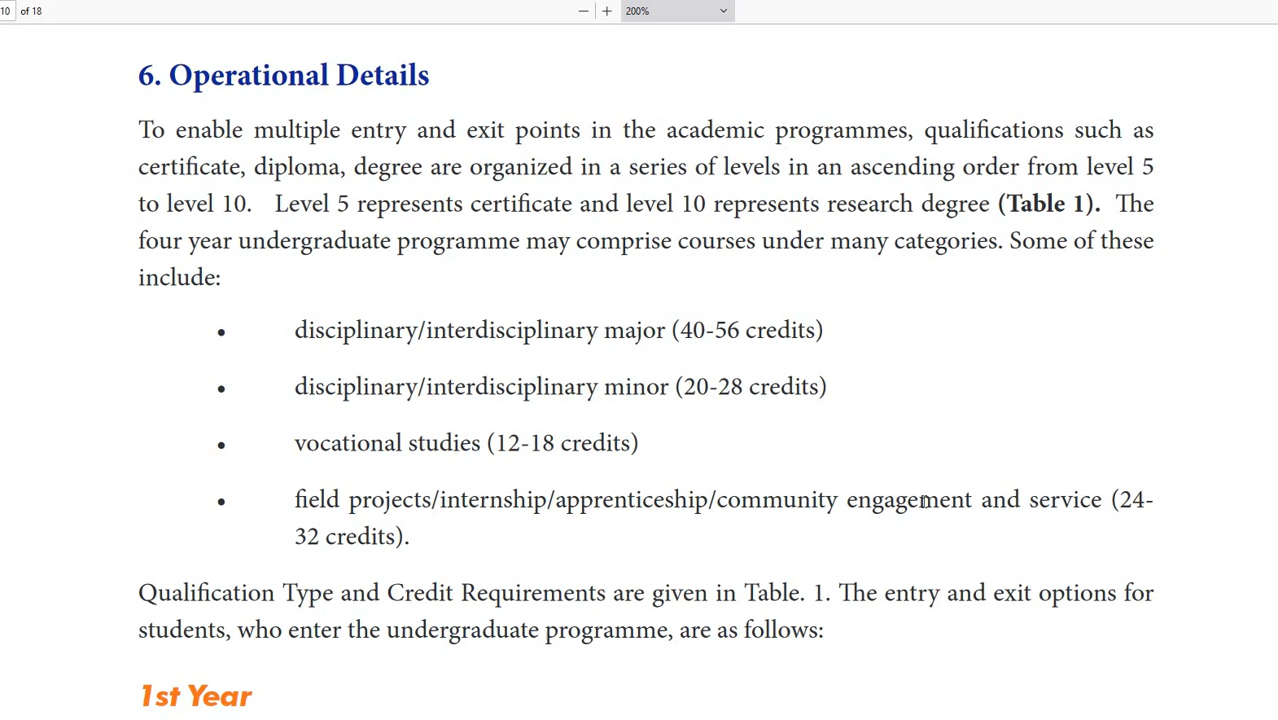 10 of 18 — + 200%
6. Operational Details
To enable multiple entry and exit points in the academic programmes, qualifications such as
certificate, diploma, degree are organized in a series of levels in an ascending order from level 5
to level 10. Level 5 represents certificate and level 10 represents research degree (Table 1). The
four year undergraduate programme may comprise courses under many categories. Some of these
include:
• disciplinary/interdisciplinary major (40-56 credits)
• disciplinary/interdisciplinary minor (20-28 credits)
• vocational studies (12-18 credits)
• field projects/internship/apprenticeship/community engagement and service (24-
32 credits).
Qualification Type and Credit Requirements are given in Table. 1. The entry and exit options for
students, who enter the undergraduate programme, are as follows:
1st Year